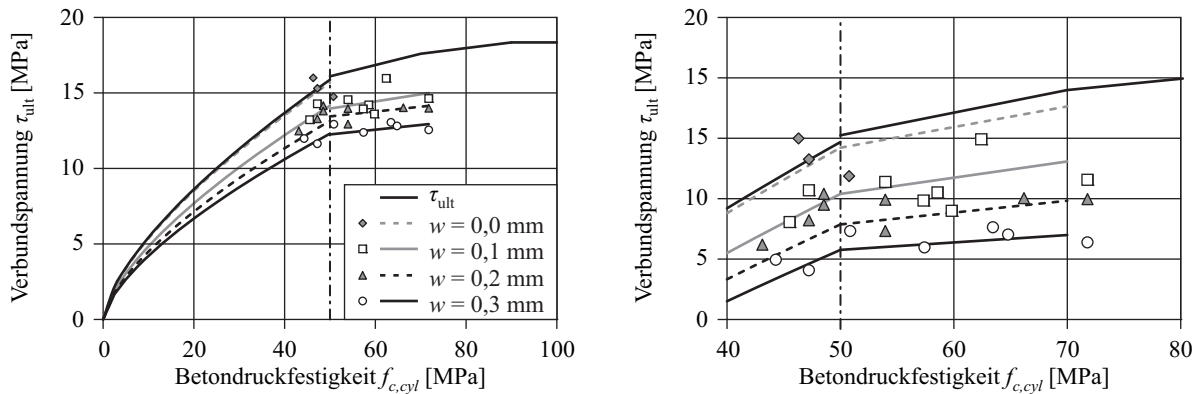 Verbundspannung τult [MPa]
20
15
10
5
0
0 20 40 60 80 100
Betondruckfestigkeit fc,cyl [MPa]
τult
w = 0,0 mm
w = 0,1 mm
w = 0,2 mm
w = 0,3 mm
Verbundspannung τult [MPa]
25
20
15
10
5
0
40 50 60 70 80
Betondruckfestigkeit fc,cyl [MPa]